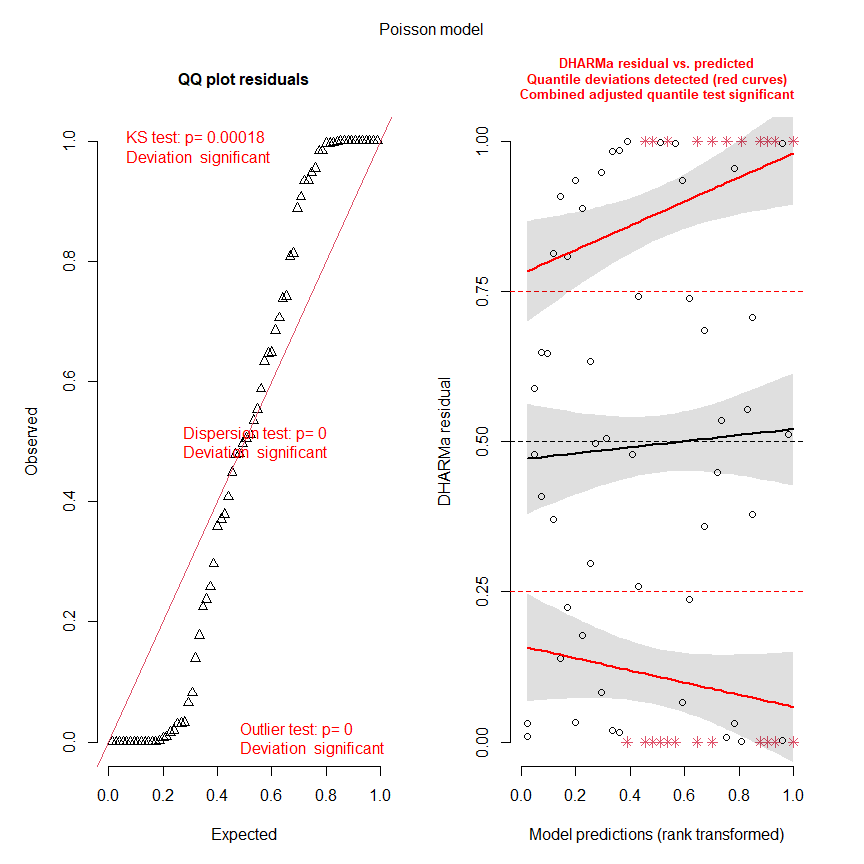 Poisson model
QQ plot residuals
KS test: p= 0.00018
Deviation significant
Dispersion test: p= 0
Deviation significant
Outlier test: p= 0
Deviation significant
Observed
0.0 0.2 0.4 0.6 0.8 1.0
0.0 0.2 0.4 0.6 0.8 1.0
Expected
DHARMa residual vs. predicted
Quantile deviations detected (red curves)
Combined adjusted quantile test significant
DHARMa residual
0.00 0.25 0.50 0.75 1.00
0.0 0.2 0.4 0.6 0.8 1.0
Model predictions (rank transformed)